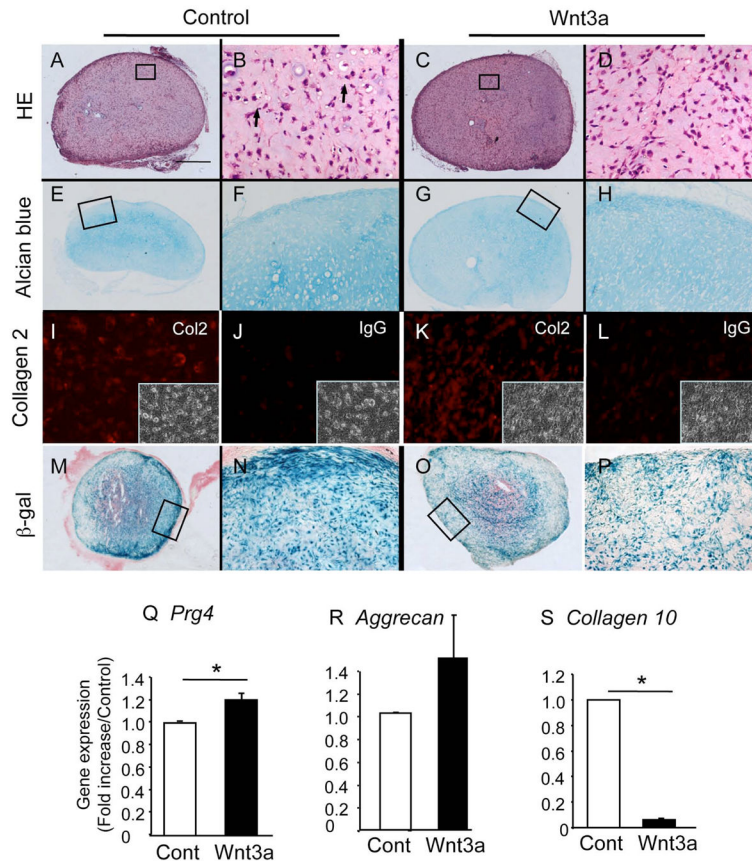 Control Wnt3a
HE A B C D
Alcian blue E F G H
Collagen 2 I Col2 J IgG K Col2 L IgG
β-gal M N O P
Q Prg4
Gene expression
(Fold increase/Control)
1.4
1.2
1.0
0.8
0.6
0.4
0.2
0
*
Cont Wnt3a
R Aggrecan
1.4
1.2
1.0
0.8
0.6
0.4
0.2
0
Cont Wnt3a
S Collagen 10
1.2
1.0
0.8
0.6
0.4
0.2
0
*
Cont Wnt3a